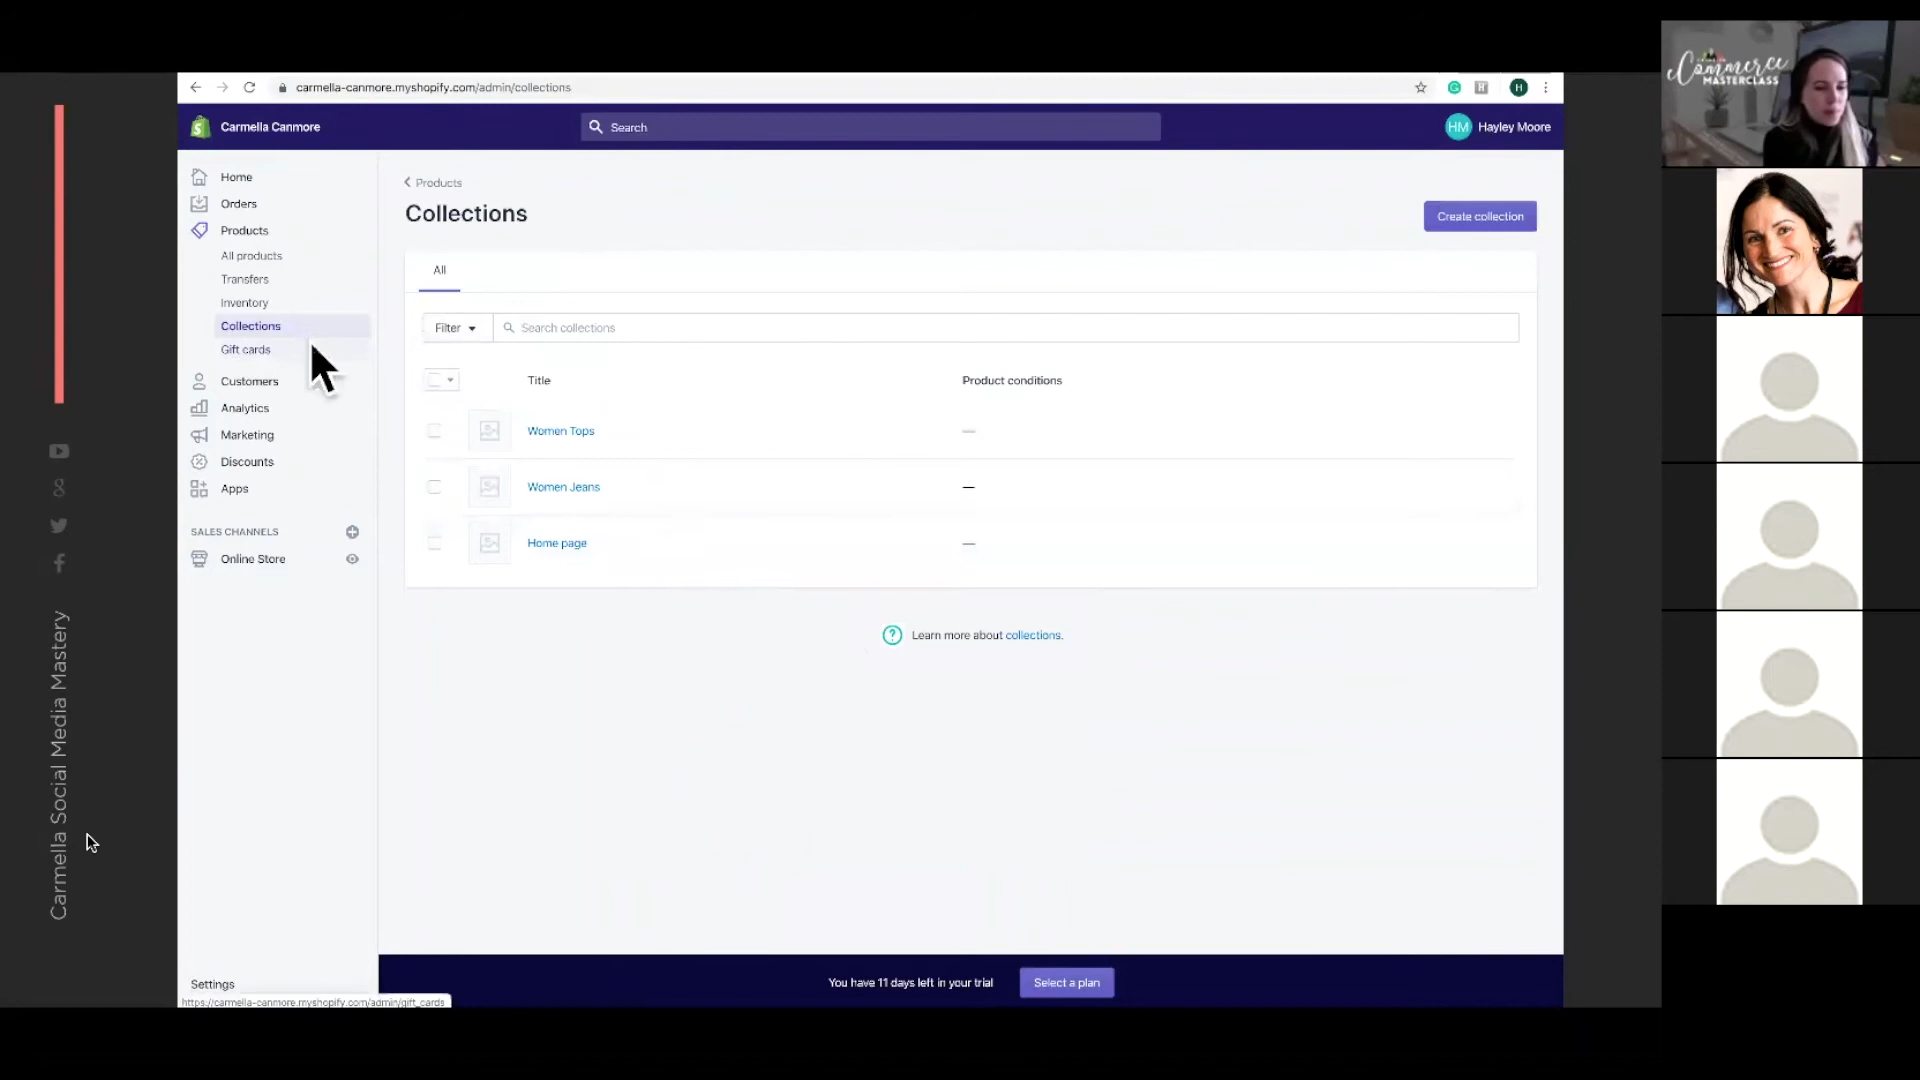 carmella-canmore.myshopify.com/admin/collections
H
Carmella Canmore
Search
HM
Hayley Moore
Home
Orders
Products
All products
Transfers
Inventory
Collections
Gift cards
Customers
Analytics
Marketing
Discounts
Apps
SALES CHANNELS
Online Store
Settings
https://carmella-canmore.myshopify.com/admin/gift_cards
Products
Collections
Create collection
All
Filter
Search collections
Title
Product conditions
Women Tops
—
Women Jeans
—
Home page
—
Learn more about collections.
You have 11 days left in your trial
Select a plan
Carmella Social Media Mastery
eCommerce
MASTERCLASS